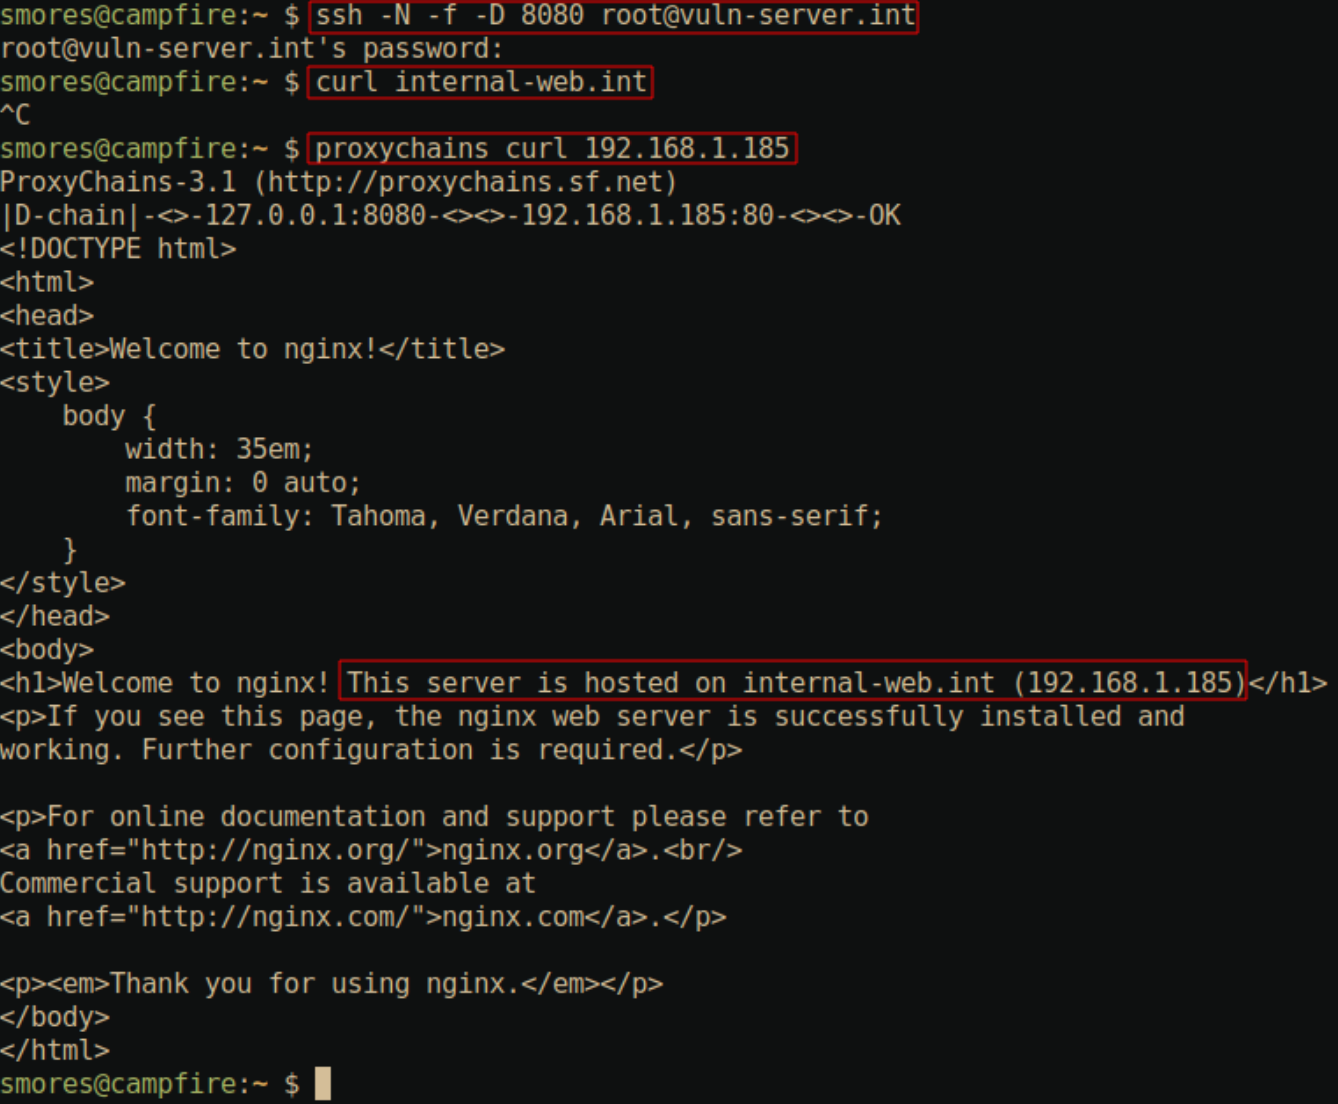 smores@campfire:~ $ ssh -N -f -D 8080 root@vuln-server.int
root@vuln-server.int's password:
smores@campfire:~ $ curl internal-web.int
^C
smores@campfire:~ $ proxychains curl 192.168.1.185
ProxyChains-3.1 (http://proxychains.sf.net)
|D-chain|-<>-127.0.0.1:8080-<><>-192.168.1.185:80-<><>-OK
<!DOCTYPE html>
<html>
<head>
<title>Welcome to nginx!</title>
<style>
    body {
        width: 35em;
        margin: 0 auto;
        font-family: Tahoma, Verdana, Arial, sans-serif;
    }
</style>
</head>
<body>
<h1>Welcome to nginx! This server is hosted on internal-web.int (192.168.1.185)</h1>
<p>If you see this page, the nginx web server is successfully installed and
working. Further configuration is required.</p>

<p>For online documentation and support please refer to
<a href="http://nginx.org/">nginx.org</a>.<br/>
Commercial support is available at
<a href="http://nginx.com/">nginx.com</a>.</p>

<p><em>Thank you for using nginx.</em></p>
</body>
</html>
smores@campfire:~ $